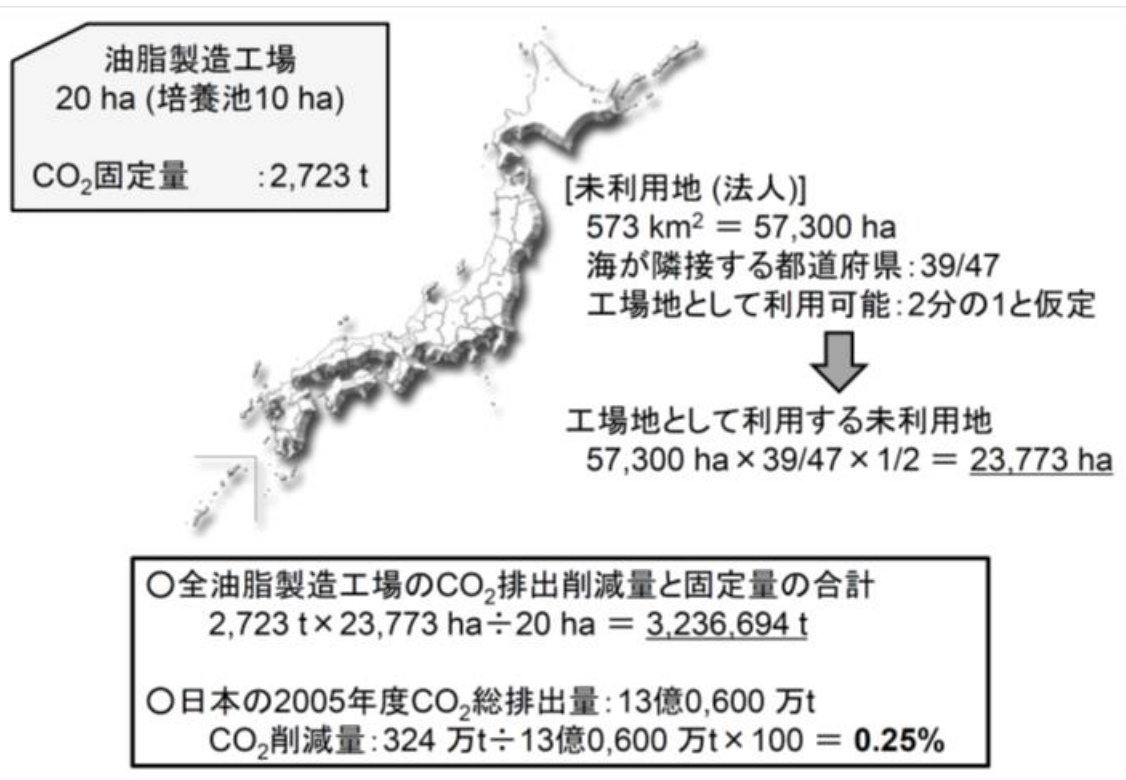 油脂製造工場
20 ha (培養池10 ha)
CO₂固定量　　:2,723 t
[未利用地 (法人)]
573 km² ＝ 57,300 ha
海が隣接する都道府県:39/47
工場地として利用可能:2分の1と仮定
工場地として利用する未利用地
57,300 ha×39/47×1/2 ＝ 23,773 ha
〇全油脂製造工場のCO₂排出削減量と固定量の合計
2,723 t×23,773 ha÷20 ha ＝ 3,236,694 t
〇日本の2005年度CO₂総排出量:13億0,600 万t
CO₂削減量:324 万t÷13億0,600 万t×100 ＝ 0.25%